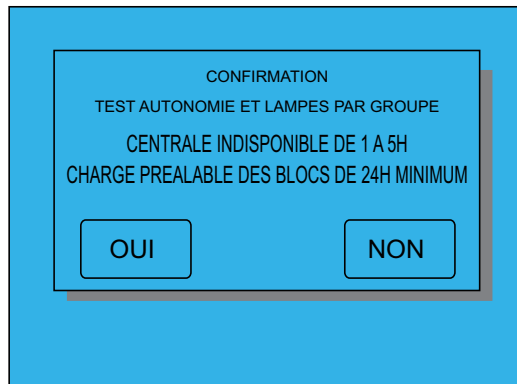 CONFIRMATION
TEST AUTONOMIE ET LAMPES PAR GROUPE
CENTRALE INDISPONIBLE DE 1 A 5H
CHARGE PREALABLE DES BLOCS DE 24H MINIMUM
OUI
NON